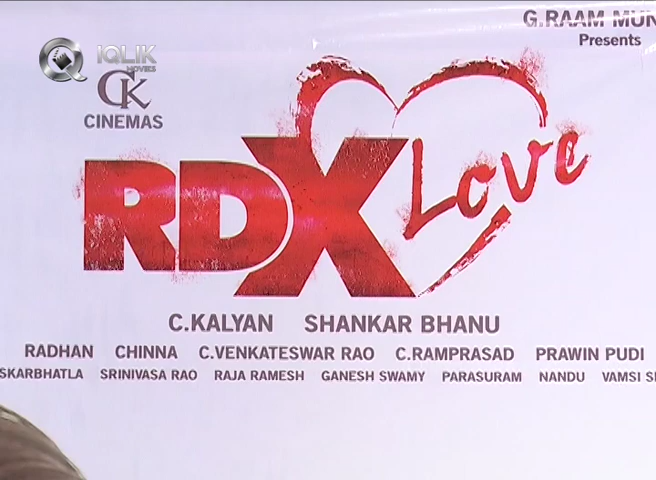 G.RAAM
Presents
IQLIK
MOVIES
CK
CINEMAS
RDX Love
C.KALYAN SHANKAR BHANU
RADHAN CHINNA C.VENKATESWAR RAO C.RAMPRASAD PRAWIN PUDI
SKARBHATLA SRINIVASA RAO RAJA RAMESH GANESH SWAMY PARASURAM NANDU VAMSI